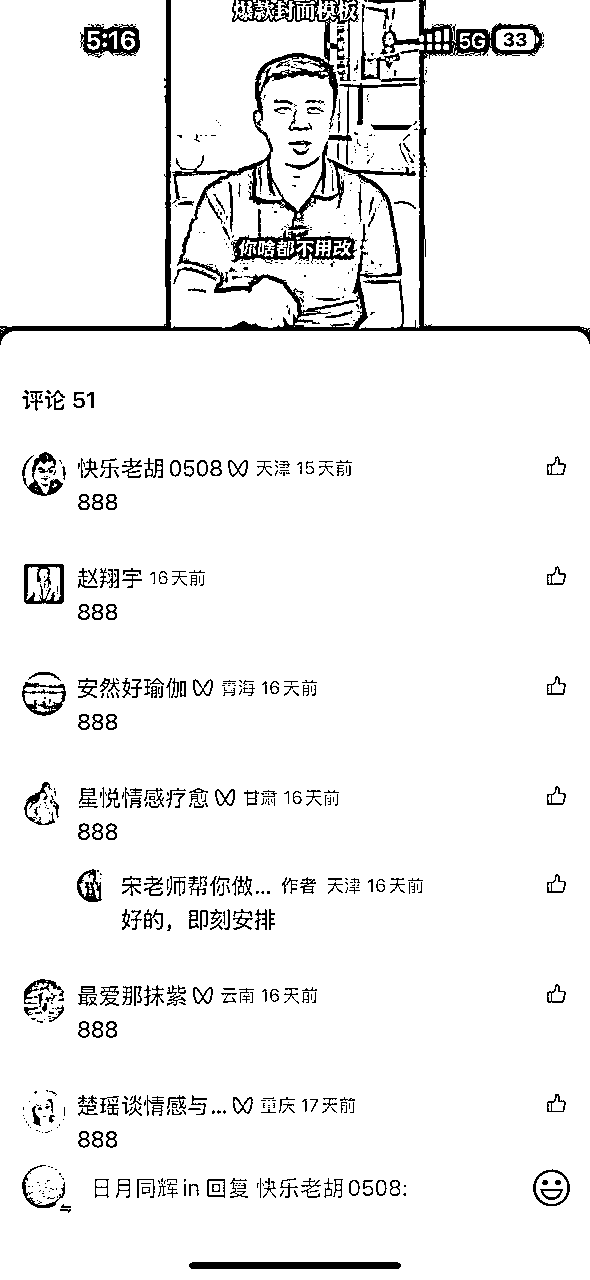 爆款封面模板
5:16
5G 33
你啥都不用改
评论 51
快乐老胡0508 天津 15天前
888
赵翔宇 16天前
888
安然好瑜伽 青海 16天前
888
星悦情感疗愈 甘肃 16天前
888
宋老师帮你做... 作者 天津 16天前
好的，即刻安排
最爱那抹紫 云南 16天前
888
楚瑶谈情感与... 重庆 17天前
888
日月同辉in 回复 快乐老胡0508: